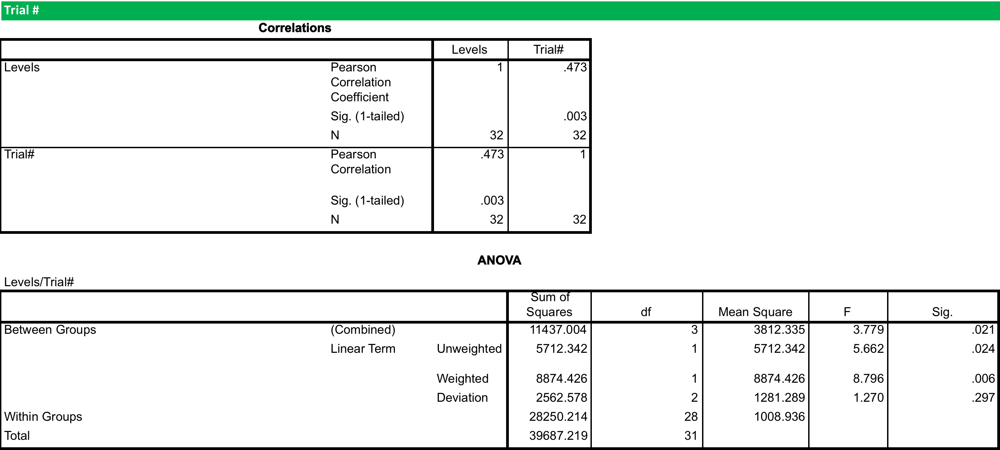 Trial #
Correlations
Levels Trial#
Levels Pearson Correlation Coefficient 1 .473
Sig. (1-tailed) .003
N 32 32
Trial# Pearson Correlation .473 1
Sig. (1-tailed) .003
N 32 32
ANOVA
Levels/Trial#
Sum of Squares df Mean Square F Sig.
Between Groups (Combined) 11437.004 3 3812.335 3.779 .021
Linear Term Unweighted 5712.342 1 5712.342 5.662 .024
Weighted 8874.426 1 8874.426 8.796 .006
Deviation 2562.578 2 1281.289 1.270 .297
Within Groups 28250.214 28 1008.936
Total 39687.219 31